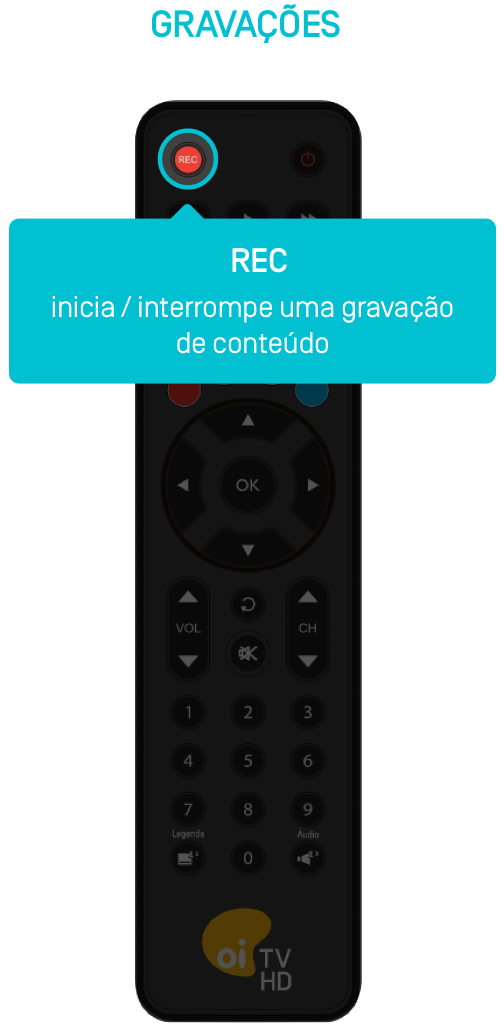 GRAVAÇÕES
REC
REC
inicia / interrompe uma gravação
de conteúdo
OK
VOL
CH
1 2 3
4 5 6
7 8 9
Legenda Áudio
0
oi TV
HD